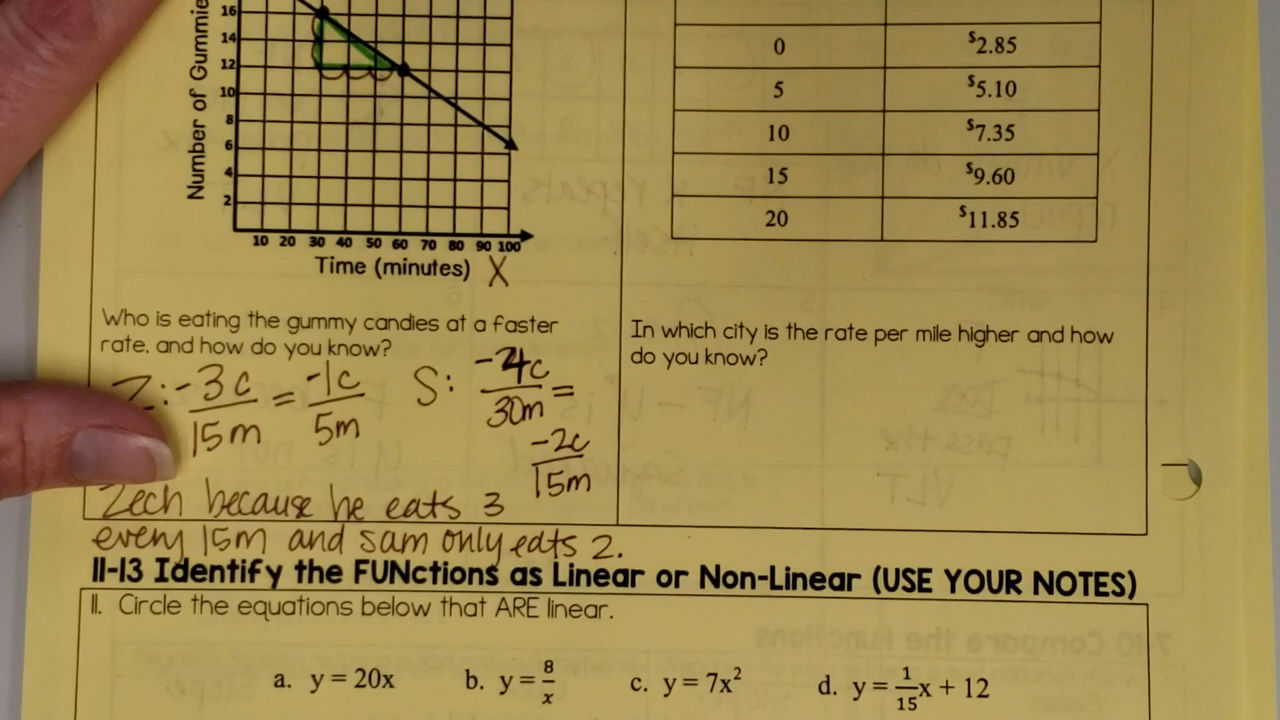 Number of Gummie
16
14
12
10
8
6
4
2
10 20 30 40 50 60 70 80 90 100
Time (minutes) X
0 $2.85
5 $5.10
10 $7.35
15 $9.60
20 $11.85
Who is eating the gummy candies at a faster
rate. and how do you know?
Z: -3c/15m = -1c/5m S: -4c/30m =
-2c/15m
Zech because he eats 3
every 15m and sam only eats 2.
In which city is the rate per mile higher and how
do you know?
11-13 Identify the FUNctions as Linear or Non-Linear (USE YOUR NOTES)
11. Circle the equations below that ARE linear.
a. y = 20x b. y = 8/x c. y = 7x² d. y = 1/15x + 12